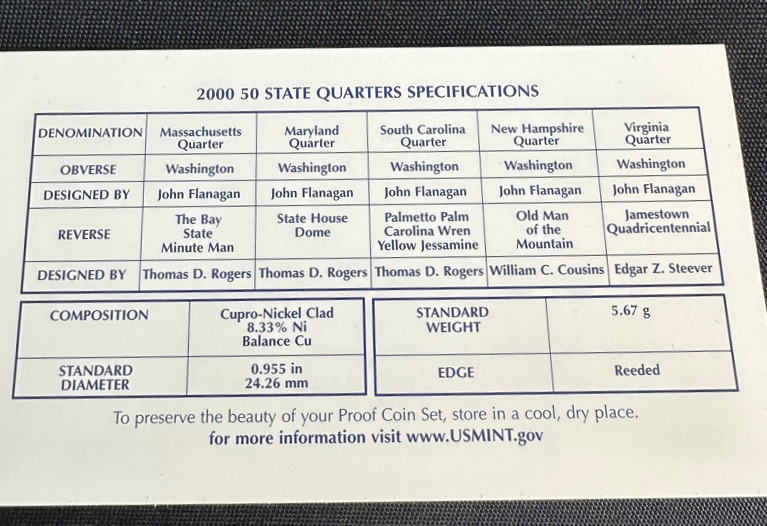 2000 50 STATE QUARTERS SPECIFICATIONS
DENOMINATION Massachusetts Quarter Maryland Quarter South Carolina Quarter New Hampshire Quarter Virginia Quarter
OBVERSE Washington Washington Washington Washington Washington
DESIGNED BY John Flanagan John Flanagan John Flanagan John Flanagan John Flanagan
REVERSE The Bay State Minute Man State House Dome Palmetto Palm Carolina Wren Yellow Jessamine Old Man of the Mountain Jamestown Quadricentennial
DESIGNED BY Thomas D. Rogers Thomas D. Rogers Thomas D. Rogers William C. Cousins Edgar Z. Steever
COMPOSITION Cupro-Nickel Clad 8.33% Ni Balance Cu STANDARD WEIGHT 5.67 g
STANDARD DIAMETER 0.955 in 24.26 mm EDGE Reeded
To preserve the beauty of your Proof Coin Set, store in a cool, dry place.
for more information visit www.USMINT.gov